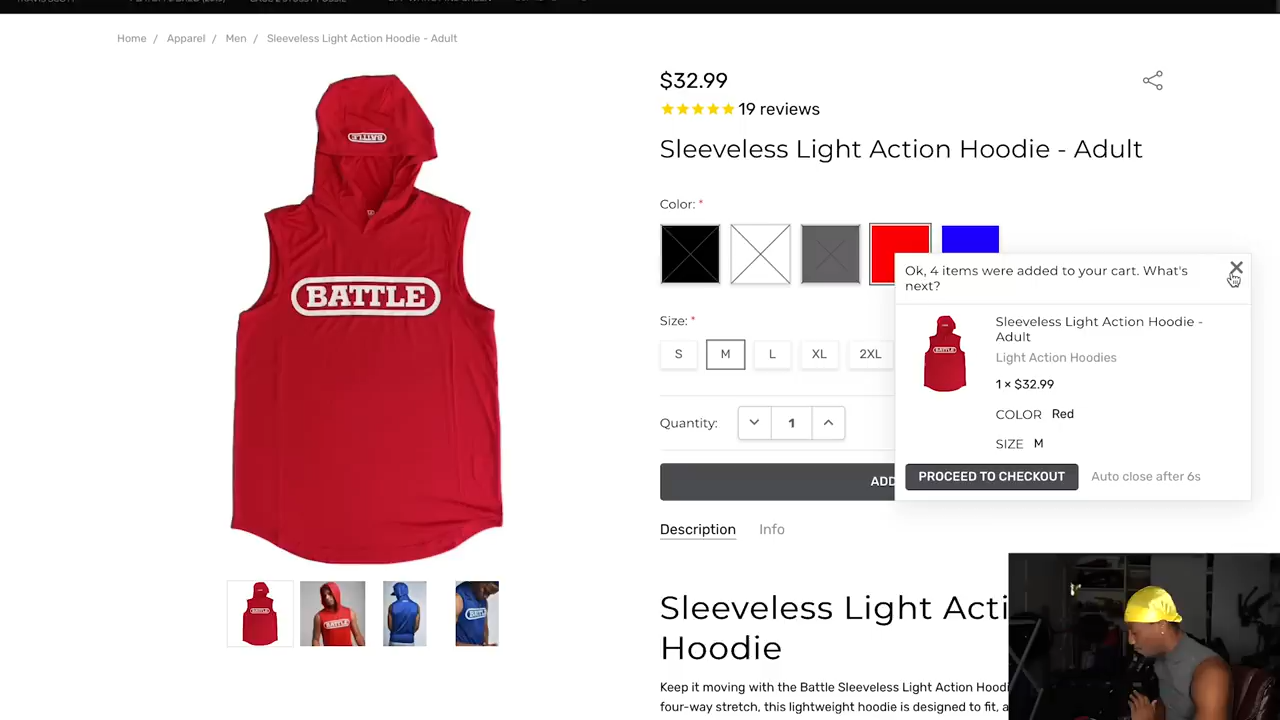 Home / Apparel / Men / Sleeveless Light Action Hoodie - Adult
$32.99
19 reviews
Sleeveless Light Action Hoodie - Adult
Color: *
Size: *
S M L XL 2XL
Quantity: 1
ADD
Description Info
Sleeveless Light Acti
Hoodie
Keep it moving with the Battle Sleeveless Light Action Hoodi
four-way stretch, this lightweight hoodie is designed to fit, a
Ok, 4 items were added to your cart. What's
next?
Sleeveless Light Action Hoodie -
Adult
Light Action Hoodies
1 × $32.99
COLOR Red
SIZE M
PROCEED TO CHECKOUT Auto close after 6s
BATTLE
BATTLE
BATTLE
BATTLE
BATTLE